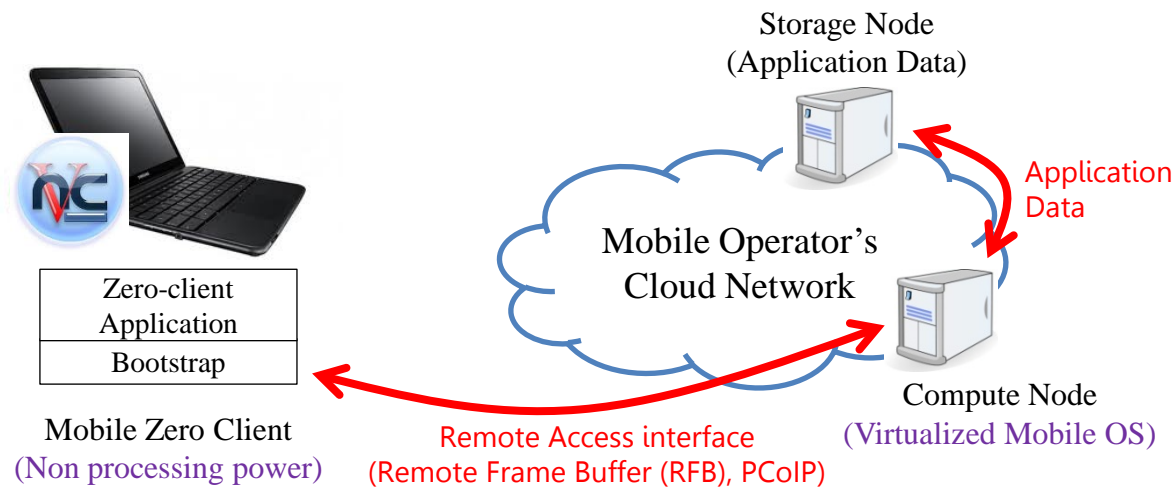 Storage Node
(Application Data)
VNC
Application
Data
Mobile Operator's
Cloud Network
Zero-client
Application
Bootstrap
Mobile Zero Client
(Non processing power)
Remote Access interface
(Remote Frame Buffer (RFB), PCoIP)
Compute Node
(Virtualized Mobile OS)